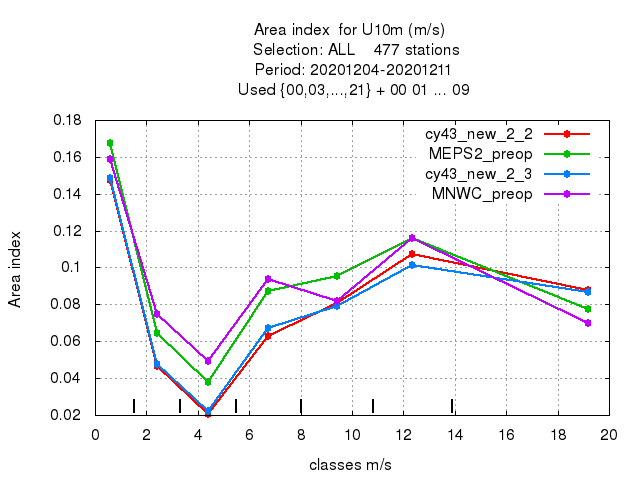 Area index  for U10m (m/s)
Selection: ALL    477 stations
Period: 20201204-20201211
Used {00,03,...,21} + 00 01 ... 09
cy43_new_2_2
MEPS2_preop
cy43_new_2_3
MNWC_preop
Area index
0.18
0.16
0.14
0.12
0.1
0.08
0.06
0.04
0.02
0 2 4 6 8 10 12 14 16 18 20
classes m/s